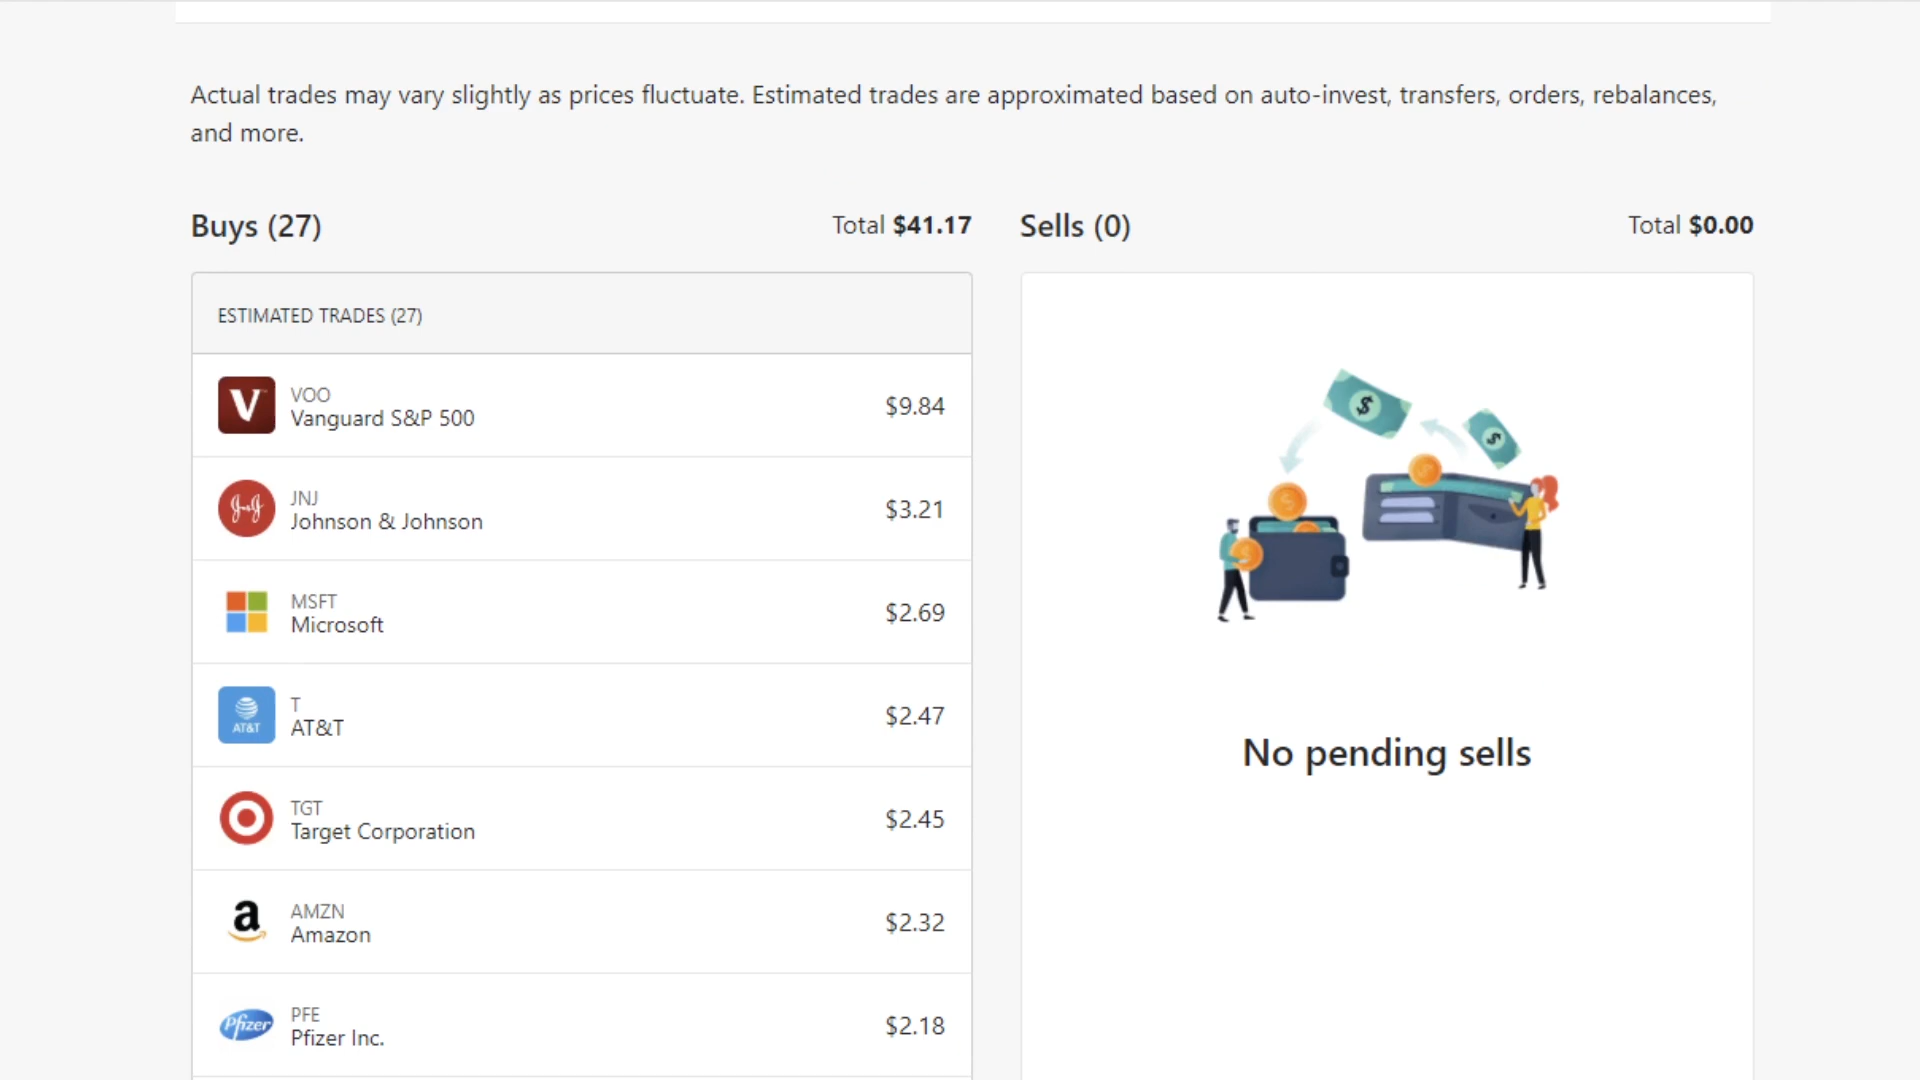 Actual trades may vary slightly as prices fluctuate. Estimated trades are approximated based on auto-invest, transfers, orders, rebalances,
and more.
Buys (27)
Total $41.17
ESTIMATED TRADES (27)
V
VOO
Vanguard S&P 500
$9.84
J&J
JNJ
Johnson & Johnson
$3.21
MSFT
Microsoft
$2.69
AT&T
T
AT&T
$2.47
TGT
Target Corporation
$2.45
a
AMZN
Amazon
$2.32
Pfizer
PFE
Pfizer Inc.
$2.18
Sells (0)
Total $0.00
$
$
$
$
$
No pending sells